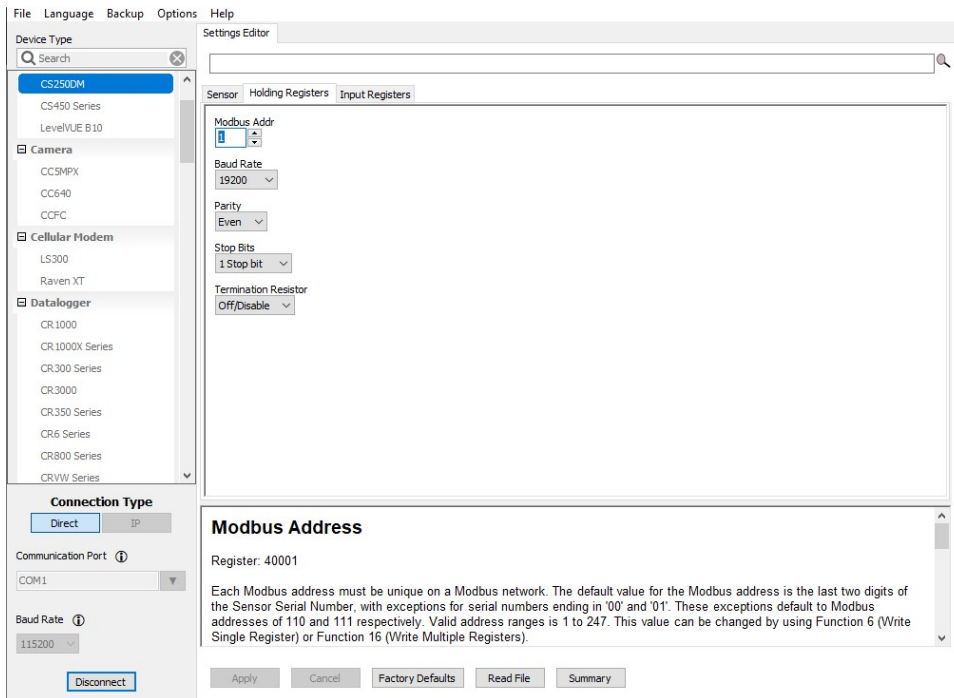 File Language Backup Options Help
Device Type
Search
CS250DM
CS450 Series
LevelVUE B10
Camera
CC5MPX
CC640
CCFC
Cellular Modem
LS300
Raven XT
Datalogger
CR1000
CR1000X Series
CR300 Series
CR3000
CR350 Series
CR6 Series
CR800 Series
CRVW Series
Connection Type
Direct IP
Communication Port
COM1
Baud Rate
115200
Disconnect
Settings Editor
Sensor Holding Registers Input Registers
Modbus Addr
1
Baud Rate
19200
Parity
Even
Stop Bits
1 Stop bit
Termination Resistor
Off/Disable
Modbus Address
Register: 40001
Each Modbus address must be unique on a Modbus network. The default value for the Modbus address is the last two digits of
the Sensor Serial Number, with exceptions for serial numbers ending in '00' and '01'. These exceptions default to Modbus
addresses of 110 and 111 respectively. Valid address ranges is 1 to 247. This value can be changed by using Function 6 (Write
Single Register) or Function 16 (Write Multiple Registers).
Apply Cancel Factory Defaults Read File Summary